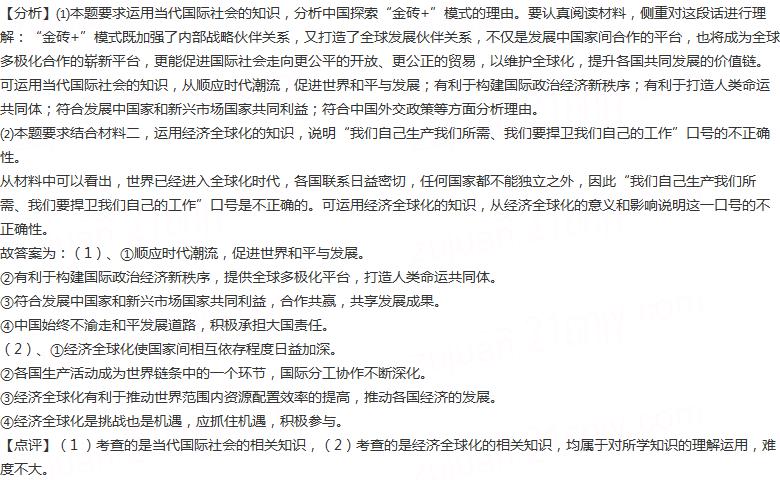 【分析】⑴本题要求运用当代国际社会的知识，分析中国探索“金砖+”模式的理由。要认真阅读材料，侧重对这段话进行理
解：“金砖+”模式既加强了内部战略伙伴关系，又打造了全球发展伙伴关系，不仅是发展中国家间合作的平台，也将成为全球
多极化合作的崭新平台，更能促进国际社会走向更公平的开放、更公正的贸易，以维护全球化，提升各国共同发展的价值链。
可运用当代国际社会的知识，从顺应时代潮流，促进世界和平与发展；有利于构建国际政治经济新秩序；有利于打造人类命运
共同体；符合发展中国家和新兴市场国家共同利益；符合中国外交政策等方面分析理由。
⑵本题要求结合材料二，运用经济全球化的知识，说明“我们自己生产我们所需、我们要捍卫我们自己的工作”口号的不正确
性。
从材料中可以看出，世界已经进入全球化时代，各国联系日益密切，任何国家都不能独立之外，因此“我们自己生产我们所
需、我们要捍卫我们自己的工作”口号是不正确的。可运用经济全球化的知识，从经济全球化的意义和影响说明这一口号的不
正确性。
故答案为：（1）、①顺应时代潮流，促进世界和平与发展。
②有利于构建国际政治经济新秩序，提供全球多极化平台，打造人类命运共同体。
③符合发展中国家和新兴市场国家共同利益，合作共赢，共享发展成果。
④中国始终不渝走和平发展道路，积极承担大国责任。
（2）、①经济全球化使国家间相互依存程度日益加深。
②各国生产活动成为世界链条中的一个环节，国际分工协作不断深化。
③经济全球化有利于推动世界范围内资源配置效率的提高，推动各国经济的发展。
④经济全球化是挑战也是机遇，应抓住机遇，积极参与。
【点评】（1 ）考查的是当代国际社会的相关知识，（2）考查的是经济全球化的相关知识，均属于对所学知识的理解运用，难
度不大。